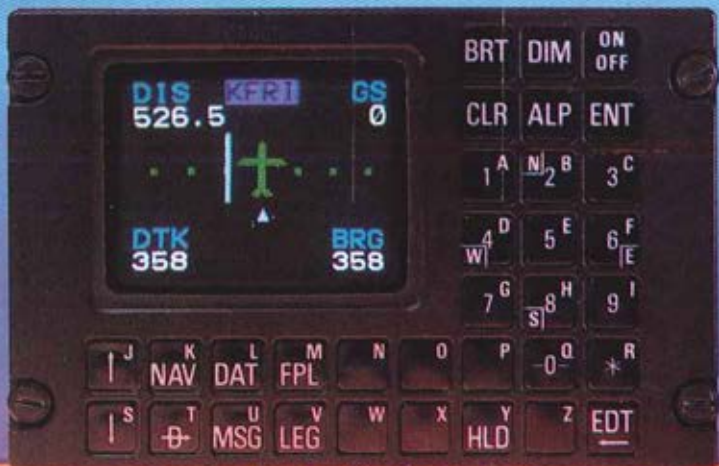 BRT DIM ON OFF
DIS KFRI GS
526.5 0
CLR ALP ENT
1 A N 2 B 3 C
DTK BRG
358 358
W 4 D 5 E 6 F E
7 G S 8 H 9 I
↑ J NAV K DAT L FPL M N O P -0- Q * R
| S D T MSG U LEG V W X HLD Y Z EDT ←